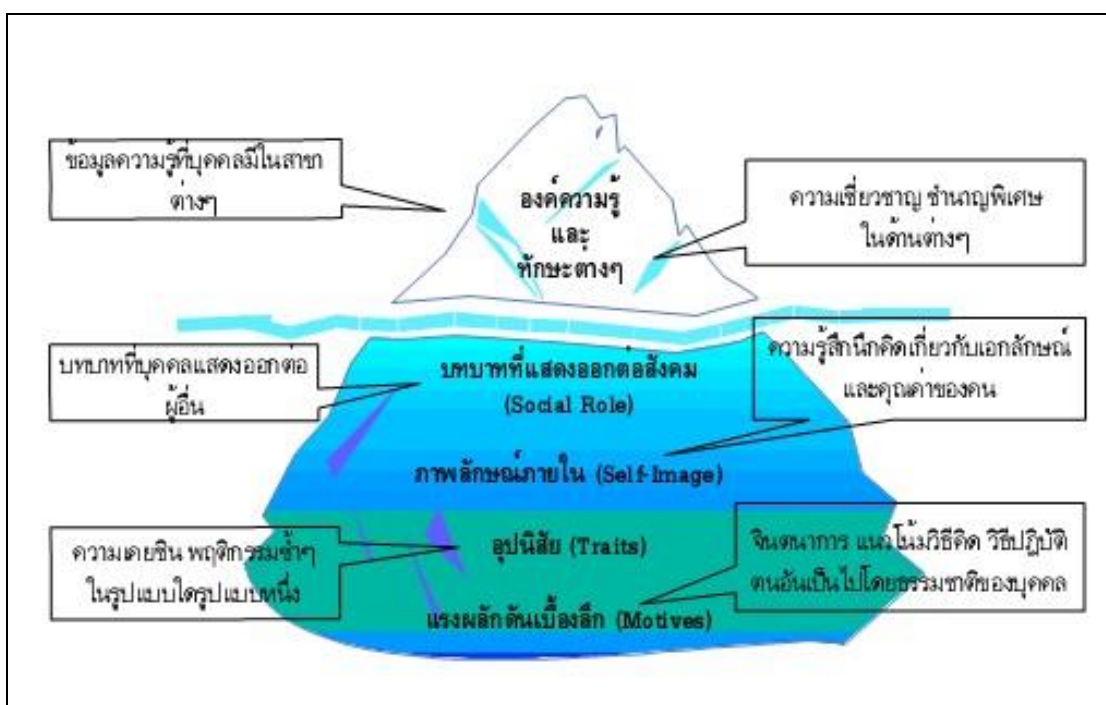 ข้อมูลความรู้ที่บุคคลมีในสาขา
ต่างๆ
องค์ความรู้
และ
ทักษะต่างๆ
ความเชี่ยวชาญ ชำนาญพิเศษ
ในด้านต่างๆ
บทบาทที่บุคคลแสดงออกต่อ
ผู้อื่น
บทบาทที่แสดงออกต่อสังคม
(Social Role)
ความรู้สึกนึกคิดเกี่ยวกับเอกลักษณ์
และคุณค่าของคน
ภาพลักษณ์ภายใน (Self-Image)
ความเคยชิน พฤติกรรมซ้ำๆ
ในรูปแบบใดรูปแบบหนึ่ง
อุปนิสัย (Traits)
จินตนาการ แนวโน้มวิธีคิด วิธีปฏิบัติ
ตนอันเป็นไปโดยธรรมชาติของบุคคล
แรงผลักดันเบื้องลึก (Motives)